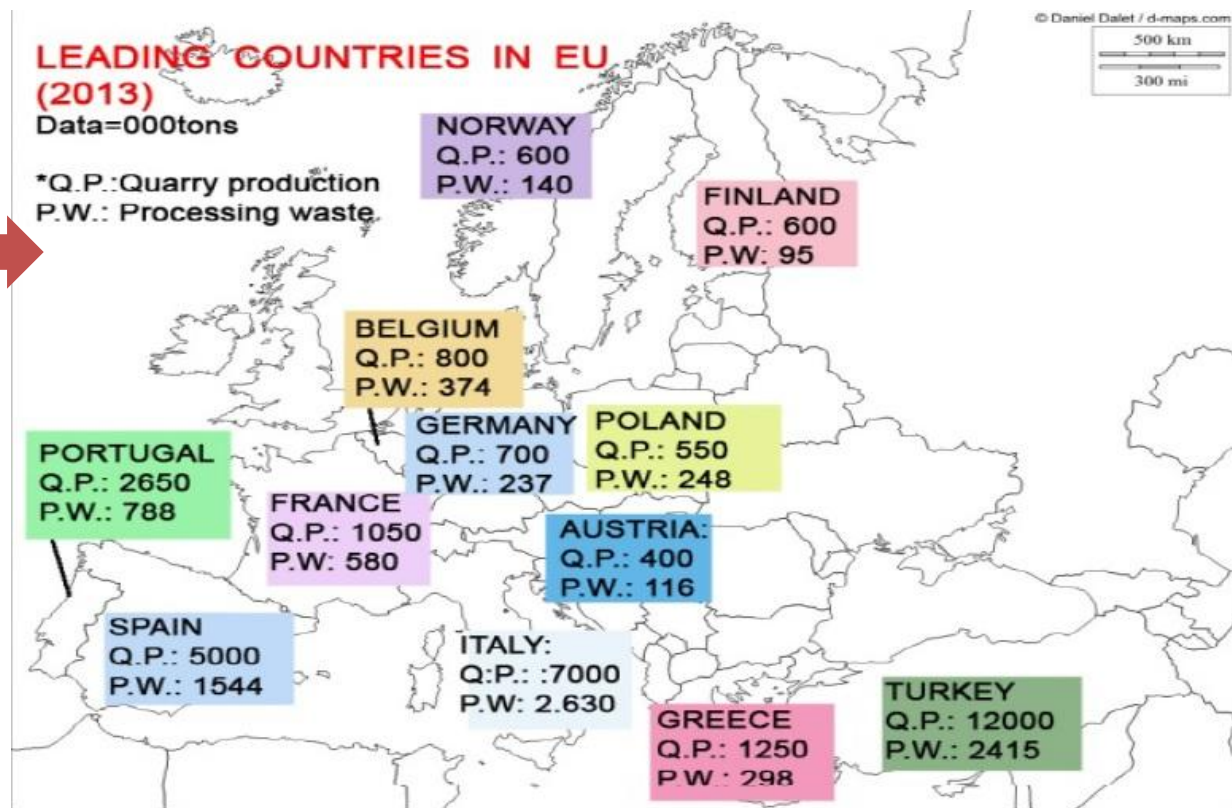 © Daniel Dalet / d-maps.com
500 km
300 mi
LEADING COUNTRIES IN EU
(2013)
Data=000tons
*Q.P.:Quarry production
P.W.: Processing waste
NORWAY
Q.P.: 600
P.W.: 140
FINLAND
Q.P.: 600
P.W: 95
BELGIUM
Q.P.: 800
P.W.: 374
GERMANY
Q.P.: 700
P.W.: 237
POLAND
Q.P.: 550
P.W.: 248
PORTUGAL
Q.P.: 2650
P.W.: 788
FRANCE
Q.P.: 1050
P.W: 580
AUSTRIA:
Q.P.: 400
P.W.: 116
SPAIN
Q.P.: 5000
P.W.: 1544
ITALY:
Q:P.: :7000
P.W: 2.630
GREECE
Q.P.: 1250
P.W.: 298
TURKEY
Q.P.: 12000
P.W.: 2415